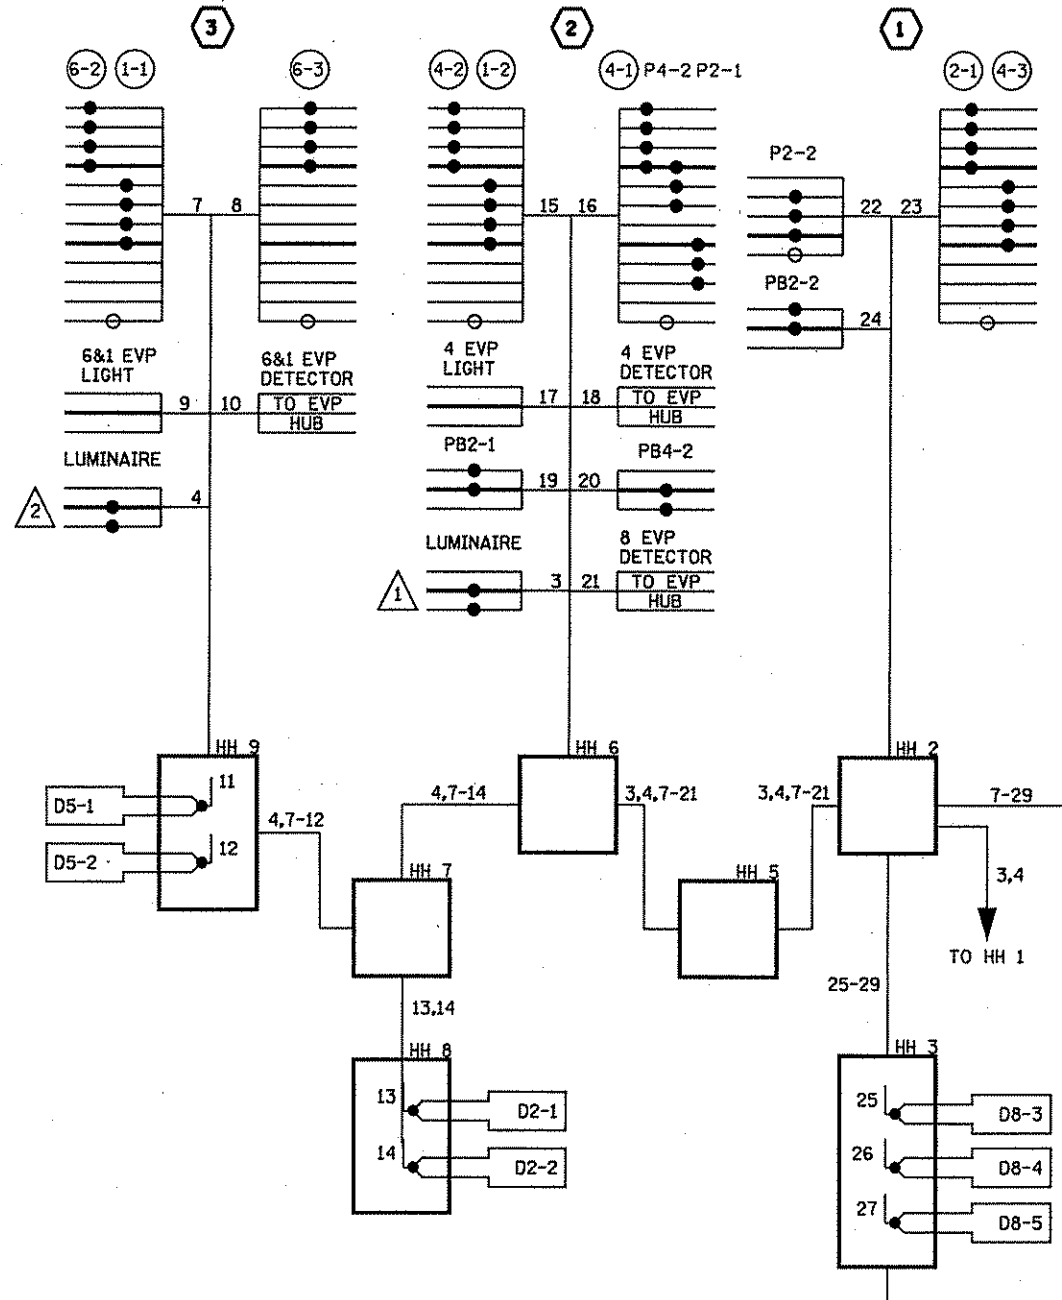 3
2
1
6-2 1-1
6-3
4-2 1-2
4-1 P4-2 P2-1
2-1 4-3
P2-2
7 8
15 16
22 23
PB2-2
24
6&1 EVP
LIGHT
6&1 EVP
DETECTOR
4 EVP
LIGHT
4 EVP
DETECTOR
9 10
TO EVP
HUB
17 18
TO EVP
HUB
LUMINAIRE
PB2-1
PB4-2
2
4
19 20
LUMINAIRE
8 EVP
DETECTOR
1
3 21
TO EVP
HUB
HH 9
HH 6
HH 2
D5-1
11
D5-2
12
4,7-12
4,7-14
3,4,7-21
3,4,7-21
7-29
HH 7
HH 5
3,4
TO HH 1
13,14
25-29
HH 8
HH 3
13
D2-1
14
D2-2
25
D8-3
26
D8-4
27
D8-5